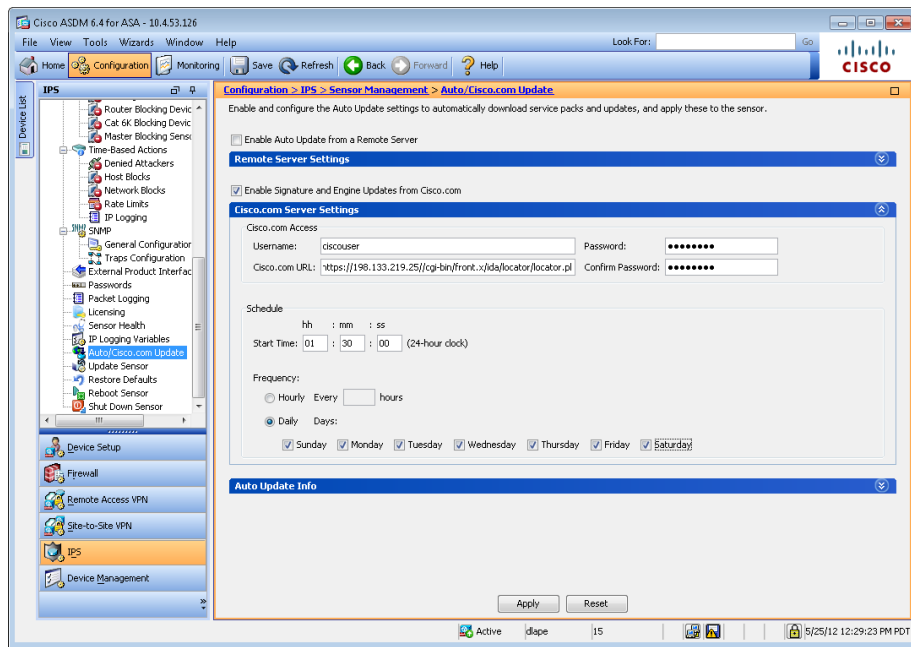 Cisco ASDM 6.4 for ASA - 10.4.53.126
File View Tools Wizards Window Help
Look For:
Go
Home Configuration Monitoring Save Refresh Back Forward Help
CISCO
Device List
IPS
Router Blocking Devic
Cat 6K Blocking Devic
Master Blocking Senso
Time-Based Actions
Denied Attackers
Host Blocks
Network Blocks
Rate Limits
IP Logging
SNMP
General Configuration
Traps Configuration
External Product Interfac
Passwords
Packet Logging
Licensing
Sensor Health
IP Logging Variables
Auto/Cisco.com Update
Update Sensor
Restore Defaults
Reboot Sensor
Shut Down Sensor
Device Setup
Firewall
Remote Access VPN
Site-to-Site VPN
IPS
Device Management
Configuration > IPS > Sensor Management > Auto/Cisco.com Update
Enable and configure the Auto Update settings to automatically download service packs and updates, and apply these to the sensor.
Enable Auto Update from a Remote Server
Remote Server Settings
Enable Signature and Engine Updates from Cisco.com
Cisco.com Server Settings
Cisco.com Access
Username: ciscouser Password: ••••••••
Cisco.com URL: https://198.133.219.25//cgi-bin/front.x/ida/locator/locator.pl Confirm Password: ••••••••
Schedule
hh : mm : ss
Start Time: 01 : 30 : 00 (24-hour clock)
Frequency:
Hourly Every hours
Daily Days:
Sunday Monday Tuesday Wednesday Thursday Friday Saturday
Auto Update Info
Apply Reset
Active dlape 15 5/25/12 12:29:23 PM PDT